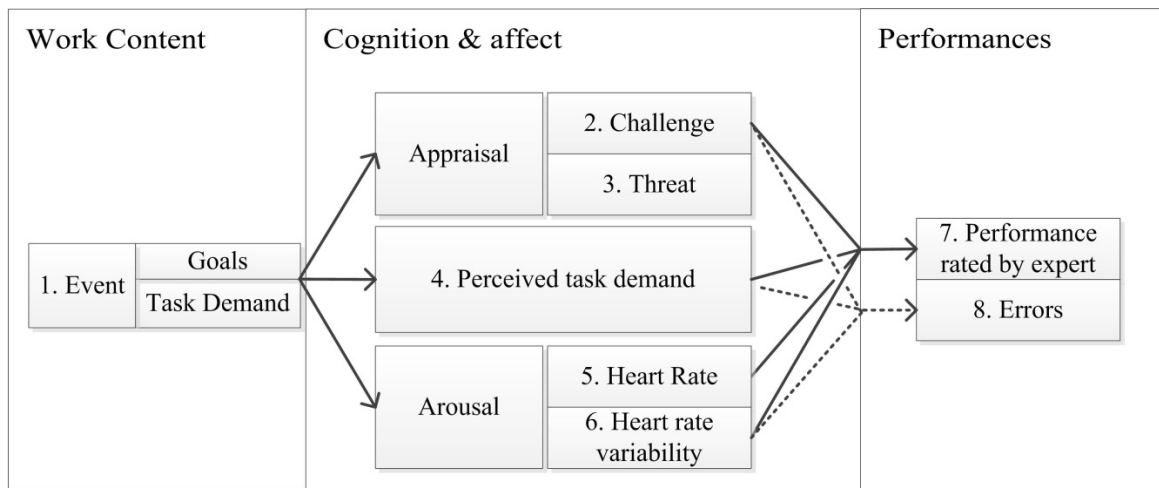 Work Content
Cognition & affect
Performances
Appraisal
2. Challenge
3. Threat
1. Event
Goals
Task Demand
4. Perceived task demand
7. Performance
rated by expert
8. Errors
Arousal
5. Heart Rate
6. Heart rate
variability